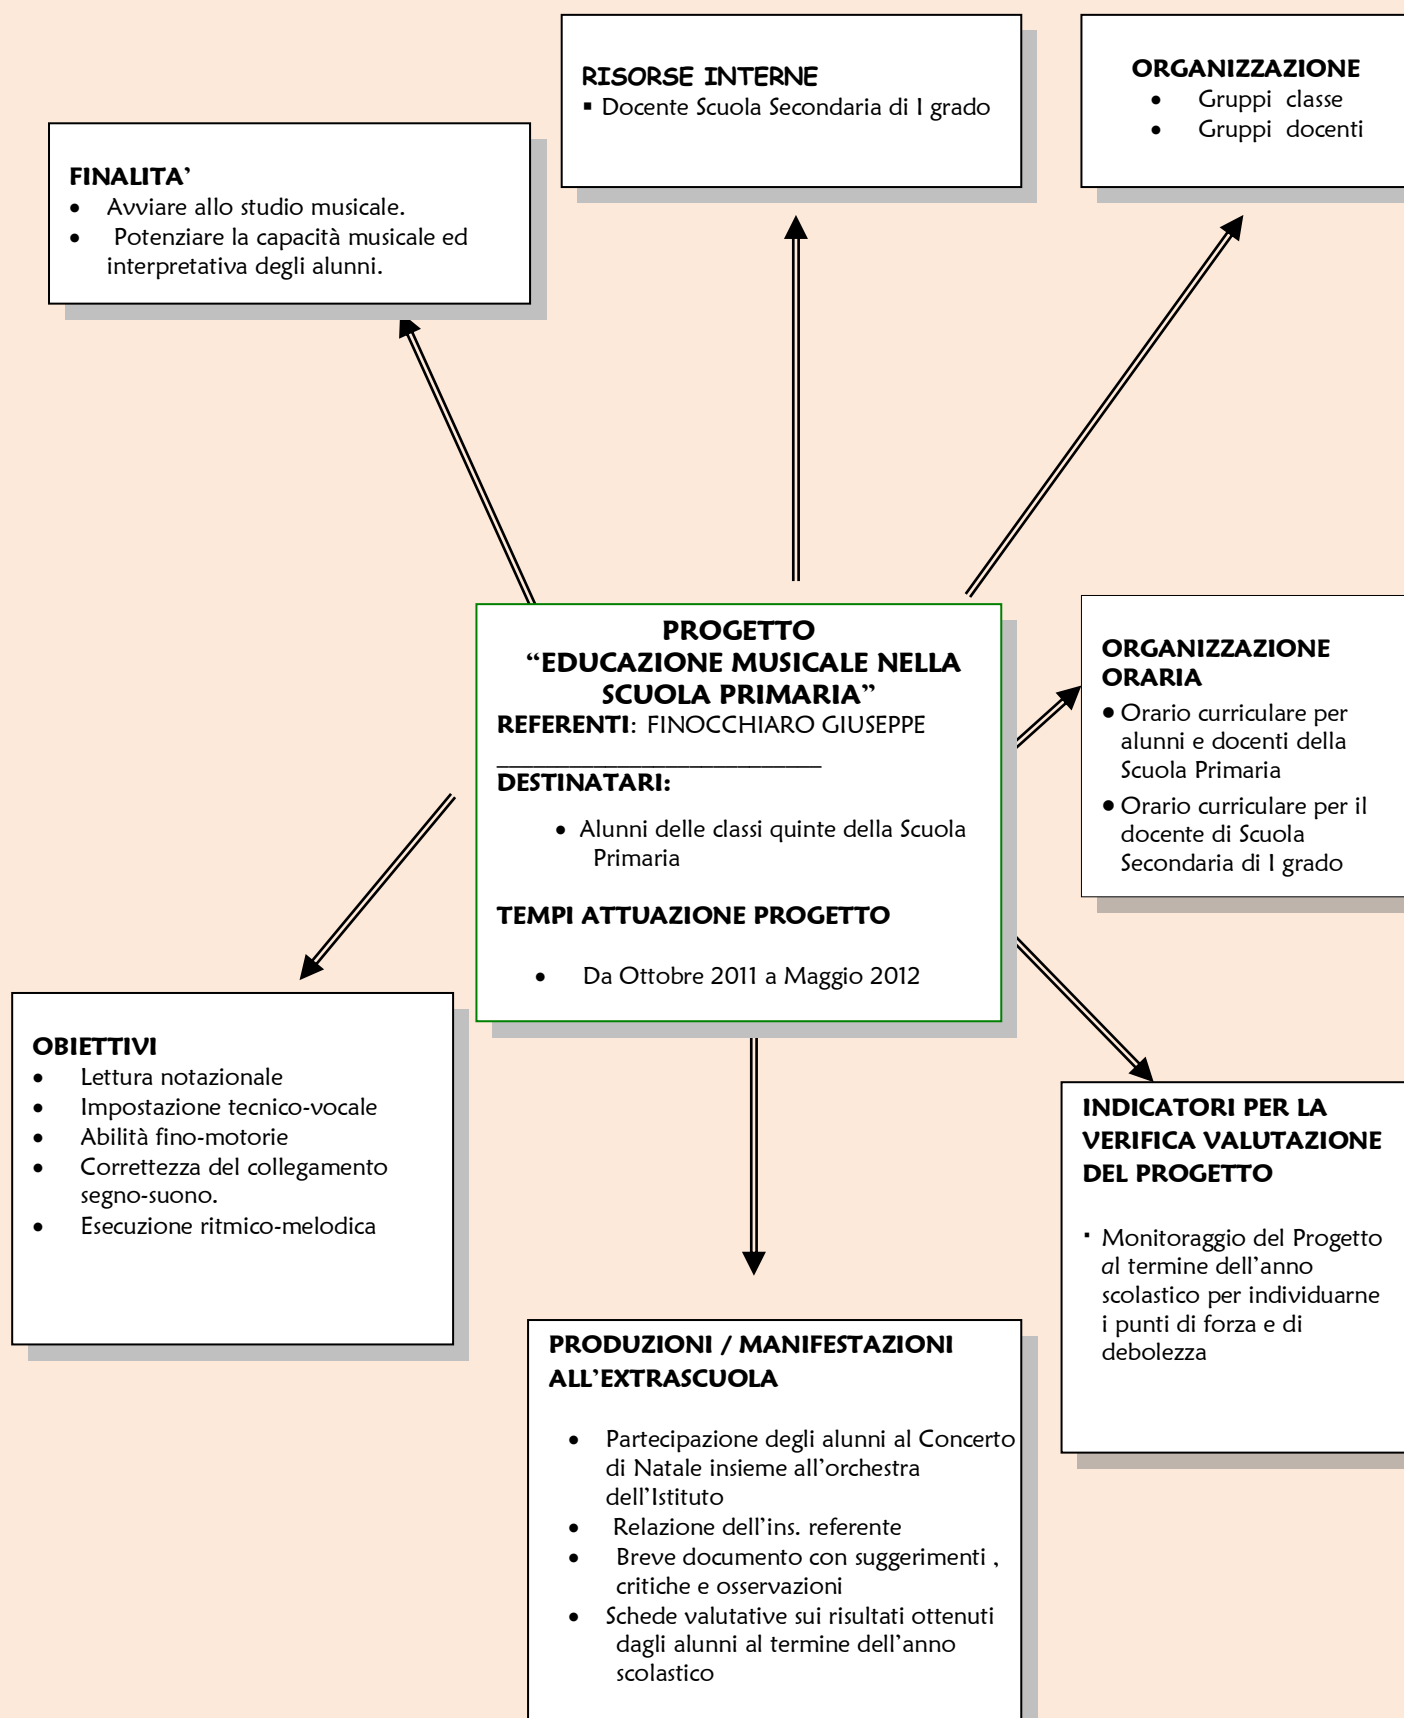 RISORSE INTERNE
▪ Docente Scuola Secondaria di I grado
ORGANIZZAZIONE
• Gruppi classe
• Gruppi docenti
FINALITA’
• Avviare allo studio musicale.
• Potenziare la capacità musicale ed
interpretativa degli alunni.
PROGETTO
“EDUCAZIONE MUSICALE NELLA
SCUOLA PRIMARIA”
REFERENTI: FINOCCHIARO GIUSEPPE
___________________________
DESTINATARI:
• Alunni delle classi quinte della Scuola
Primaria
TEMPI ATTUAZIONE PROGETTO
• Da Ottobre 2011 a Maggio 2012
ORGANIZZAZIONE
ORARIA
• Orario curriculare per
alunni e docenti della
Scuola Primaria
• Orario curriculare per il
docente di Scuola
Secondaria di I grado
OBIETTIVI
• Lettura notazionale
• Impostazione tecnico-vocale
• Abilità fino-motorie
• Correttezza del collegamento
segno-suono.
• Esecuzione ritmico-melodica
INDICATORI PER LA
VERIFICA VALUTAZIONE
DEL PROGETTO
▪ Monitoraggio del Progetto
al termine dell’anno
scolastico per individuarne
i punti di forza e di
debolezza
PRODUZIONI / MANIFESTAZIONI
ALL’EXTRASCUOLA
• Partecipazione degli alunni al Concerto
di Natale insieme all’orchestra
dell’Istituto
• Relazione dell’ins. referente
• Breve documento con suggerimenti ,
critiche e osservazioni
• Schede valutative sui risultati ottenuti
dagli alunni al termine dell’anno
scolastico